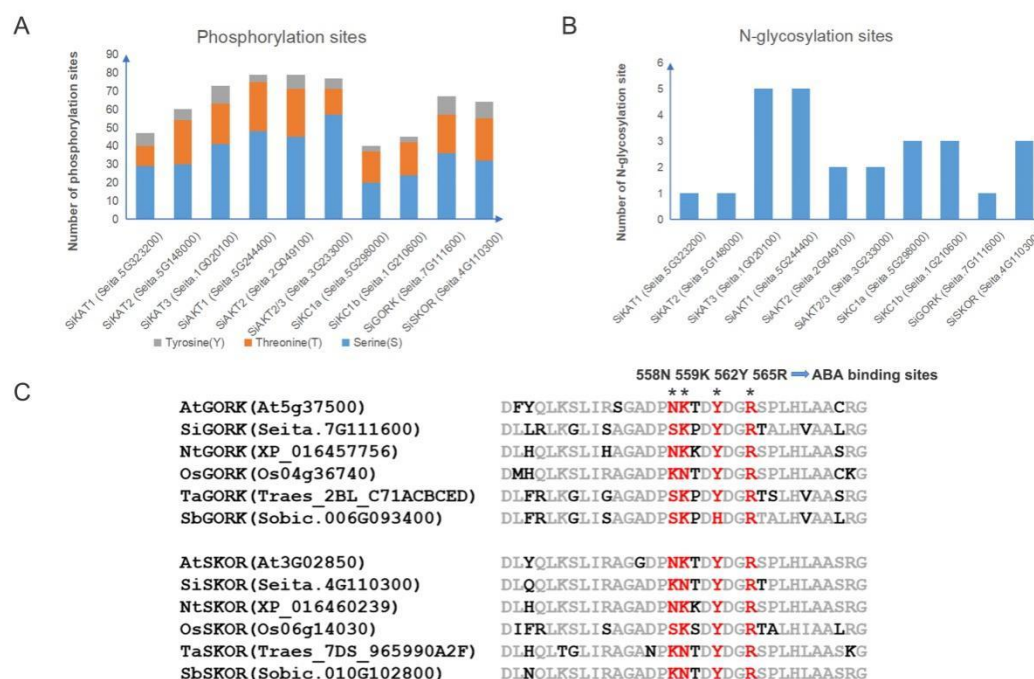 A
Phosphorylation sites
Number of phosphorylation sites
90
80
70
60
50
40
30
20
10
0
SiKAT1 (Seita.5G323200)
SiKAT2 (Seita.5G148000)
SiKAT3 (Seita.1G020100)
SiAKT1 (Seita.5G244400)
SiAKT2 (Seita.2G049100)
SiAKT2/3 (Seita.3G233000)
SiKC1a (Seita.5G298000)
SiKC1b (Seita.1G210600)
SiGORK (Seita.7G111600)
SiSKOR (Seita.4G110300)
Tyrosine(Y) Threonine(T) Serine(S)
B
N-glycosylation sites
Number of N-glycosylation site
6
5
4
3
2
1
0
SiKAT1 (Seita.5G323200)
SiKAT2 (Seita.5G148000)
SiKAT3 (Seita.1G020100)
SiAKT1 (Seita.5G244400)
SiAKT2 (Seita.2G049100)
SiAKT2/3 (Seita.3G233000)
SiKC1a (Seita.5G298000)
SiKC1b (Seita.1G210600)
SiGORK (Seita.7G111600)
SiSKOR (Seita.4G110300)
C
558N 559K 562Y 565R ABA binding sites
** * *
AtGORK(At5g37500) DFYQLKSLIRSGADPNKTDYDGRSPLHLAACRG
SiGORK(Seita.7G111600) DLLRLKGLISAGADPSKPDYDGRTALHVAALRG
NtGORK(XP_016457756) DLHQLKSLIHAGADPNKKDYDGRSPLHLAASRG
OsGORK(Os04g36740) DMHQLKSLIRAGADPKNTDYDGRSPLHLAACKG
TaGORK(Traes_2BL_C71ACBCED) DLFRLKGLIGAGADPSKPDYDGRTSLHVAASRG
SbGORK(Sobic.006G093400) DLFRLKGLISAGADPSKPDHDGRTALHVAALRG
AtSKOR(At3G02850) DLYQLKSLIRAGGDPNKTDYDGRSPLHLAASRG
SiSKOR(Seita.4G110300) DLQQLKSLIRAGADPKNTDYDGRTPLHLAASRG
NtSKOR(XP_016460239) DLHQLKSLIRAGADPNKKDYDGRSPLHLAASRG
OsSKOR(Os06g14030) DIFRLKSLISAGADPSKSDYDGRTALHIAALRG
TaSKOR(Traes_7DS_965990A2F) DLHQLTGLIRAGANPKNTDYDGRSPLHLAASKG
SbSKOR(Sobic.010G102800) DLNQLKSLIRAGADPKNTDYDGRSPLHLAASRG